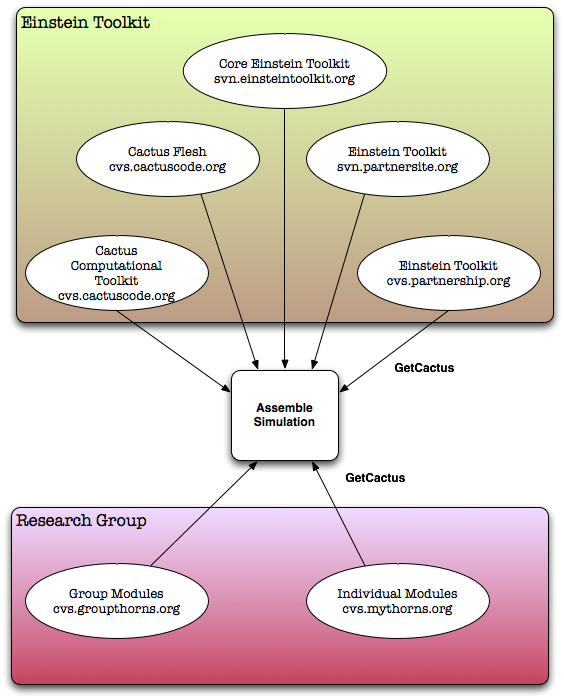 Einstein Toolkit
Core Einstein Toolkit
svn.einsteintoolkit.org
Cactus Flesh
cvs.cactuscode.org
Einstein Toolkit
svn.partnersite.org
Cactus
Computational
Toolkit
cvs.cactuscode.org
Einstein Toolkit
cvs.partnership.org
GetCactus
Assemble
Simulation
GetCactus
Research Group
Group Modules
cvs.groupthorns.org
Individual Modules
cvs.mythorns.org